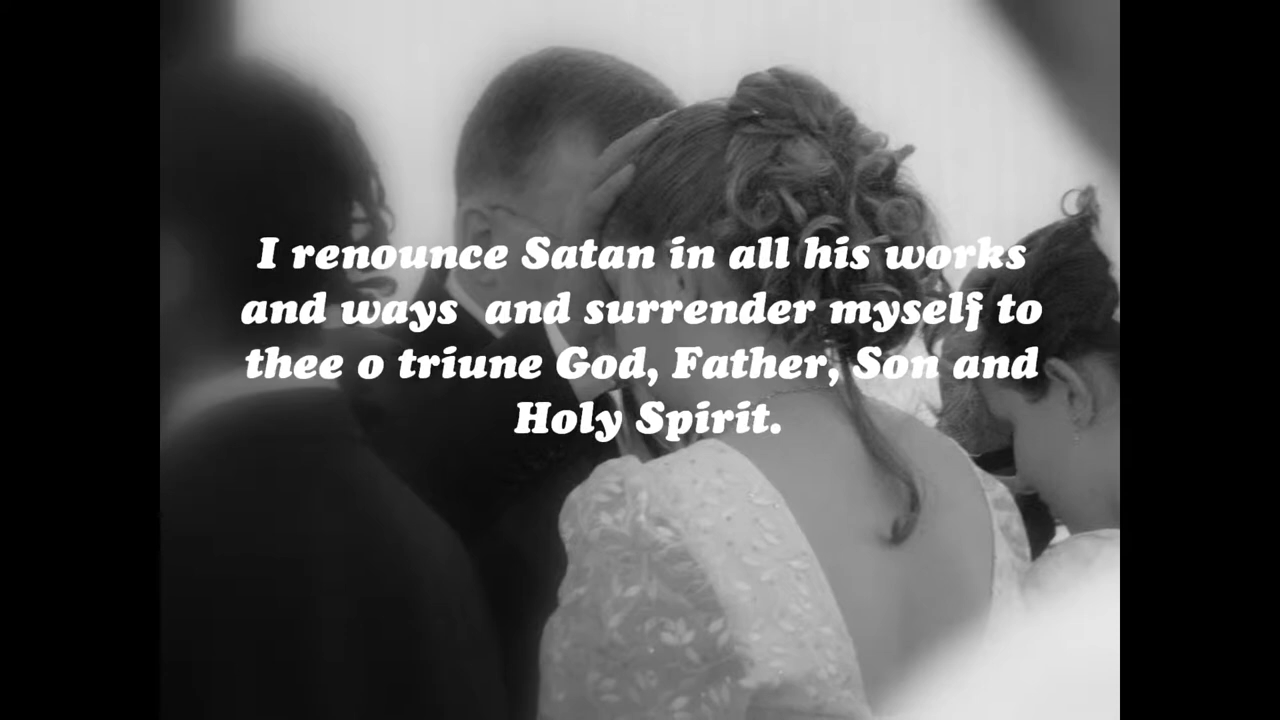 I renounce Satan in all his works
and ways  and surrender myself to
thee o triune God, Father, Son and
Holy Spirit.